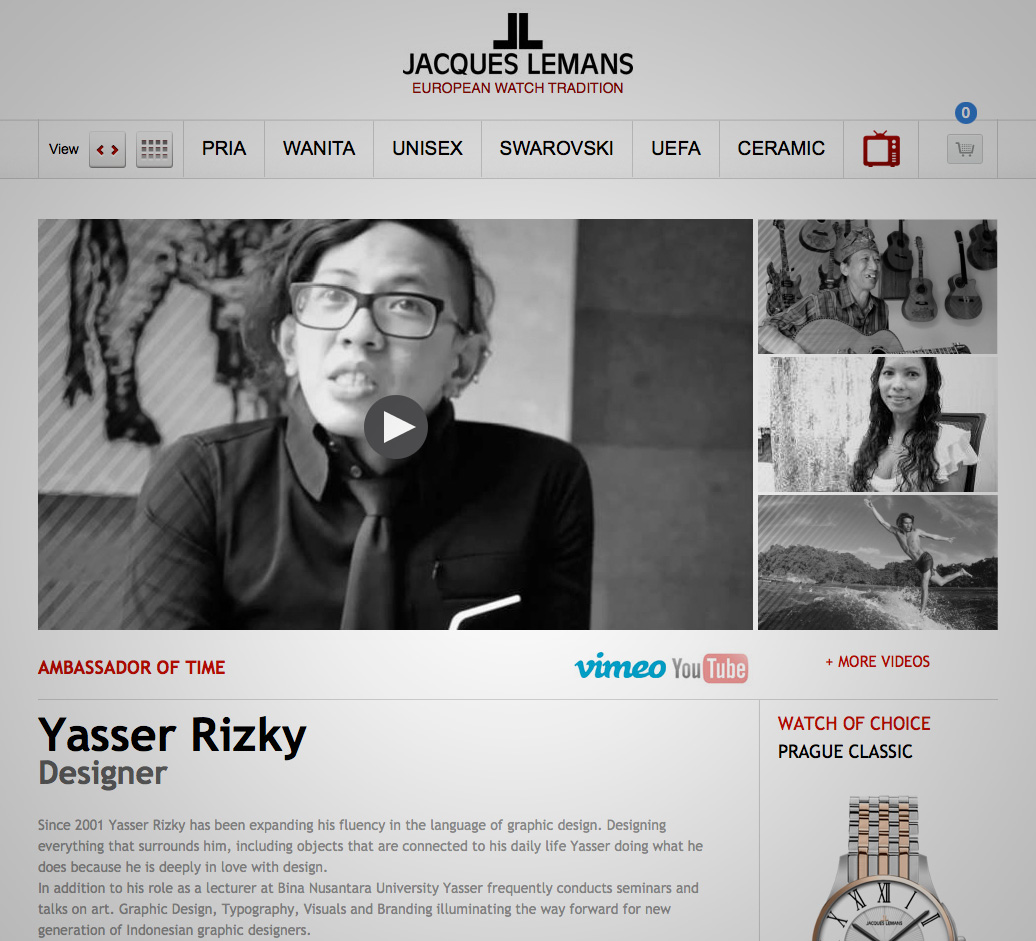 JL
JACQUES LEMANS
EUROPEAN WATCH TRADITION
0
View
PRIA
WANITA
UNISEX
SWAROVSKI
UEFA
CERAMIC
AMBASSADOR OF TIME
vimeo YouTube
+ MORE VIDEOS
Yasser Rizky
Designer
Since 2001 Yasser Rizky has been expanding his fluency in the language of graphic design. Designing
everything that surrounds him, including objects that are connected to his daily life Yasser doing what he
does because he is deeply in love with design.
In addition to his role as a lecturer at Bina Nusantara University Yasser frequently conducts seminars and
talks on art. Graphic Design, Typography, Visuals and Branding illuminating the way forward for new
generation of Indonesian graphic designers.
WATCH OF CHOICE
PRAGUE CLASSIC
XI XII I
X II
JACQUES LEMANS